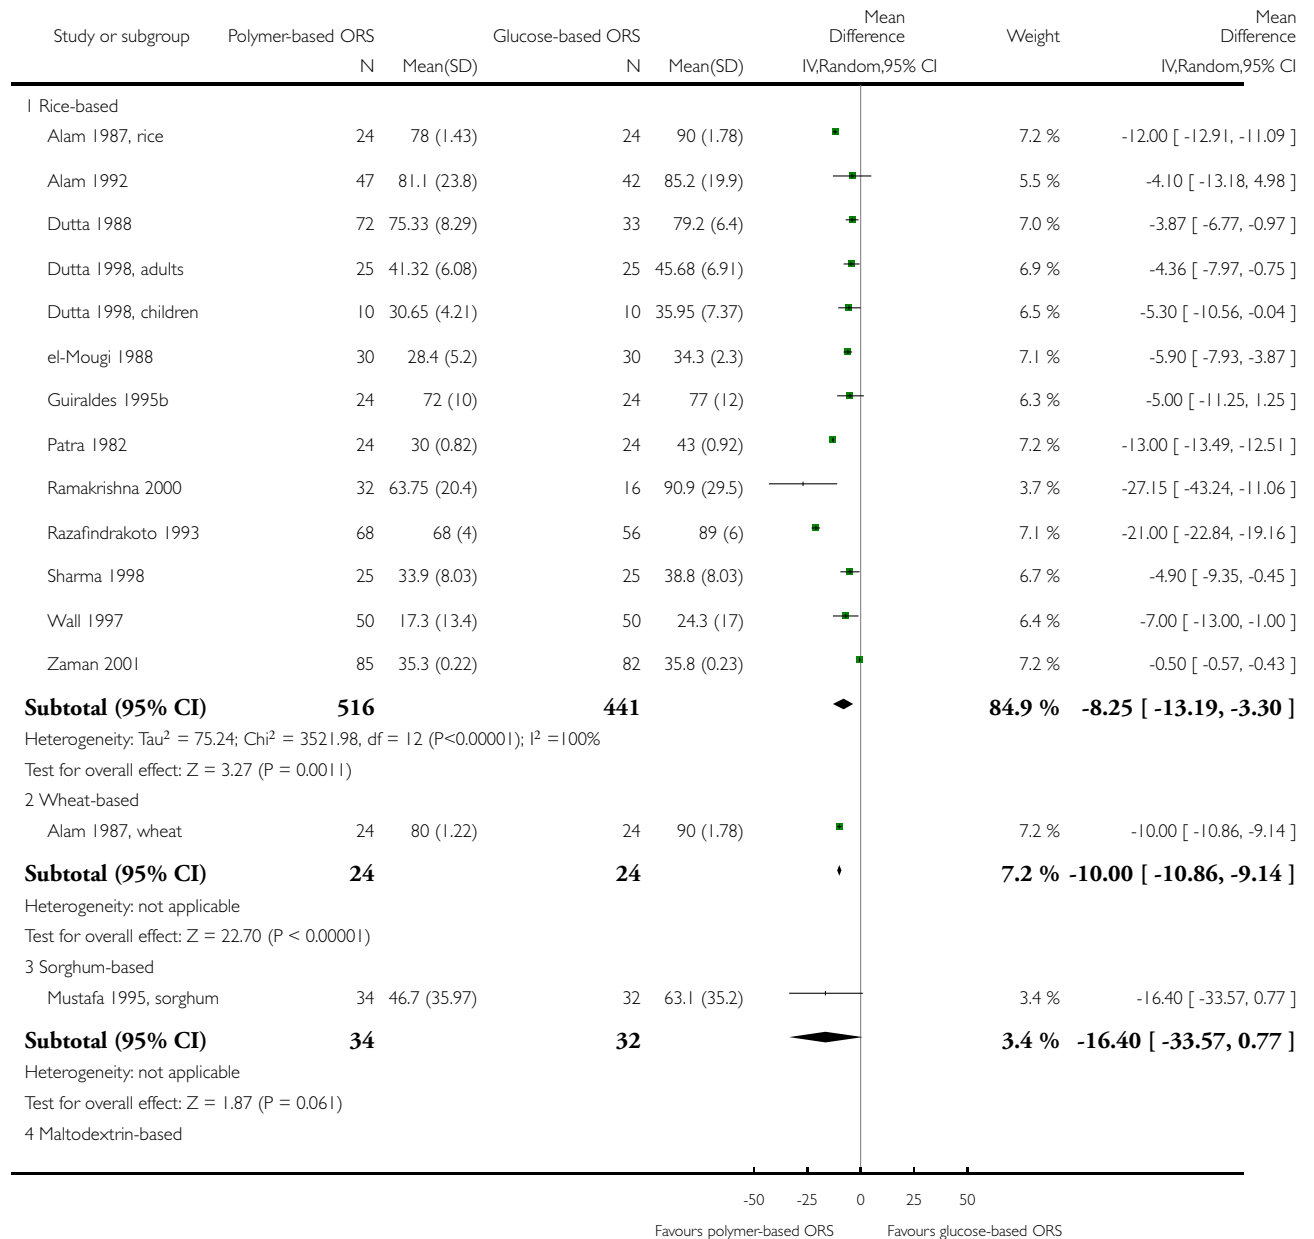 Mean Mean
Study or subgroup Polymer-based ORS Glucose-based ORS Difference Weight Difference
N Mean(SD) N Mean(SD) IV,Random,95% CI IV,Random,95% CI
1 Rice-based
Alam 1987, rice 24 78 (1.43) 24 90 (1.78) 7.2 % -12.00 [ -12.91, -11.09 ]
Alam 1992 47 81.1 (23.8) 42 85.2 (19.9) 5.5 % -4.10 [ -13.18, 4.98 ]
Dutta 1988 72 75.33 (8.29) 33 79.2 (6.4) 7.0 % -3.87 [ -6.77, -0.97 ]
Dutta 1998, adults 25 41.32 (6.08) 25 45.68 (6.91) 6.9 % -4.36 [ -7.97, -0.75 ]
Dutta 1998, children 10 30.65 (4.21) 10 35.95 (7.37) 6.5 % -5.30 [ -10.56, -0.04 ]
el-Mougi 1988 30 28.4 (5.2) 30 34.3 (2.3) 7.1 % -5.90 [ -7.93, -3.87 ]
Guiraldes 1995b 24 72 (10) 24 77 (12) 6.3 % -5.00 [ -11.25, 1.25 ]
Patra 1982 24 30 (0.82) 24 43 (0.92) 7.2 % -13.00 [ -13.49, -12.51 ]
Ramakrishna 2000 32 63.75 (20.4) 16 90.9 (29.5) 3.7 % -27.15 [ -43.24, -11.06 ]
Razafindrakoto 1993 68 68 (4) 56 89 (6) 7.1 % -21.00 [ -22.84, -19.16 ]
Sharma 1998 25 33.9 (8.03) 25 38.8 (8.03) 6.7 % -4.90 [ -9.35, -0.45 ]
Wall 1997 50 17.3 (13.4) 50 24.3 (17) 6.4 % -7.00 [ -13.00, -1.00 ]
Zaman 2001 85 35.3 (0.22) 82 35.8 (0.23) 7.2 % -0.50 [ -0.57, -0.43 ]
Subtotal (95% CI) 516 441 84.9 % -8.25 [ -13.19, -3.30 ]
Heterogeneity: Tau² = 75.24; Chi² = 3521.98, df = 12 (P<0.00001); I² =100%
Test for overall effect: Z = 3.27 (P = 0.0011)
2 Wheat-based
Alam 1987, wheat 24 80 (1.22) 24 90 (1.78) 7.2 % -10.00 [ -10.86, -9.14 ]
Subtotal (95% CI) 24 24 7.2 % -10.00 [ -10.86, -9.14 ]
Heterogeneity: not applicable
Test for overall effect: Z = 22.70 (P < 0.00001)
3 Sorghum-based
Mustafa 1995, sorghum 34 46.7 (35.97) 32 63.1 (35.2) 3.4 % -16.40 [ -33.57, 0.77 ]
Subtotal (95% CI) 34 32 3.4 % -16.40 [ -33.57, 0.77 ]
Heterogeneity: not applicable
Test for overall effect: Z = 1.87 (P = 0.061)
4 Maltodextrin-based
-50 -25 0 25 50
Favours polymer-based ORS Favours glucose-based ORS